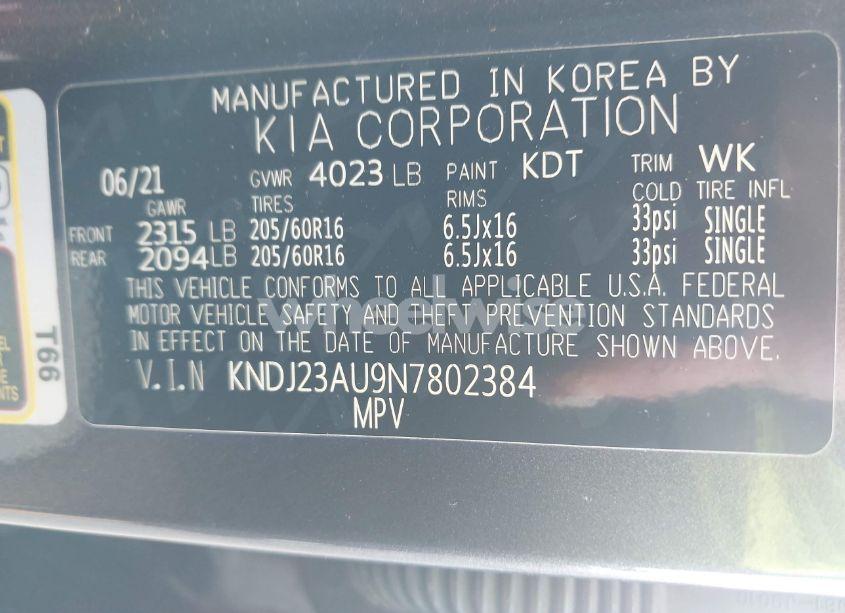 MANUFACTURED IN KOREA BY
KIA CORPORATION
06/21 GVWR 4023 LB PAINT KDT TRIM WK
GAWR TIRES RIMS COLD TIRE INFL
FRONT 2315 LB 205/60R16 6.5Jx16 33psi SINGLE
REAR 2094LB 205/60R16 6.5Jx16 33psi SINGLE
THIS VEHICLE CONFORMS TO ALL APPLICABLE U.S.A. FEDERAL
MOTOR VEHICLE SAFETY AND THEFT PREVENTION STANDARDS
IN EFFECT ON THE DATE OF MANUFACTURE SHOWN ABOVE.
V.I.N KNDJ23AU9N7802384
MPV
T66
wheelwise